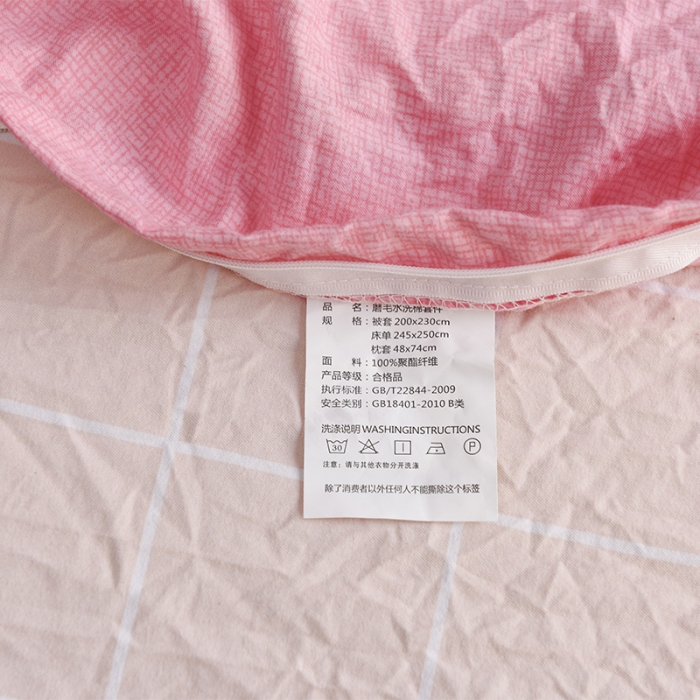 品 名：磨毛水洗棉套件
规 格：被套 200x230cm
床单 245x250cm
枕套 48x74cm
面 料：100%聚酯纤维
产品等级：合格品
执行标准：GB/T22844-2009
安全类别：GB18401-2010 B类
洗涤说明 WASHINGINSTRUCTIONS
30 P
注意：请与其他衣物分开洗涤
除了消费者以外任何人不能撕除这个标签